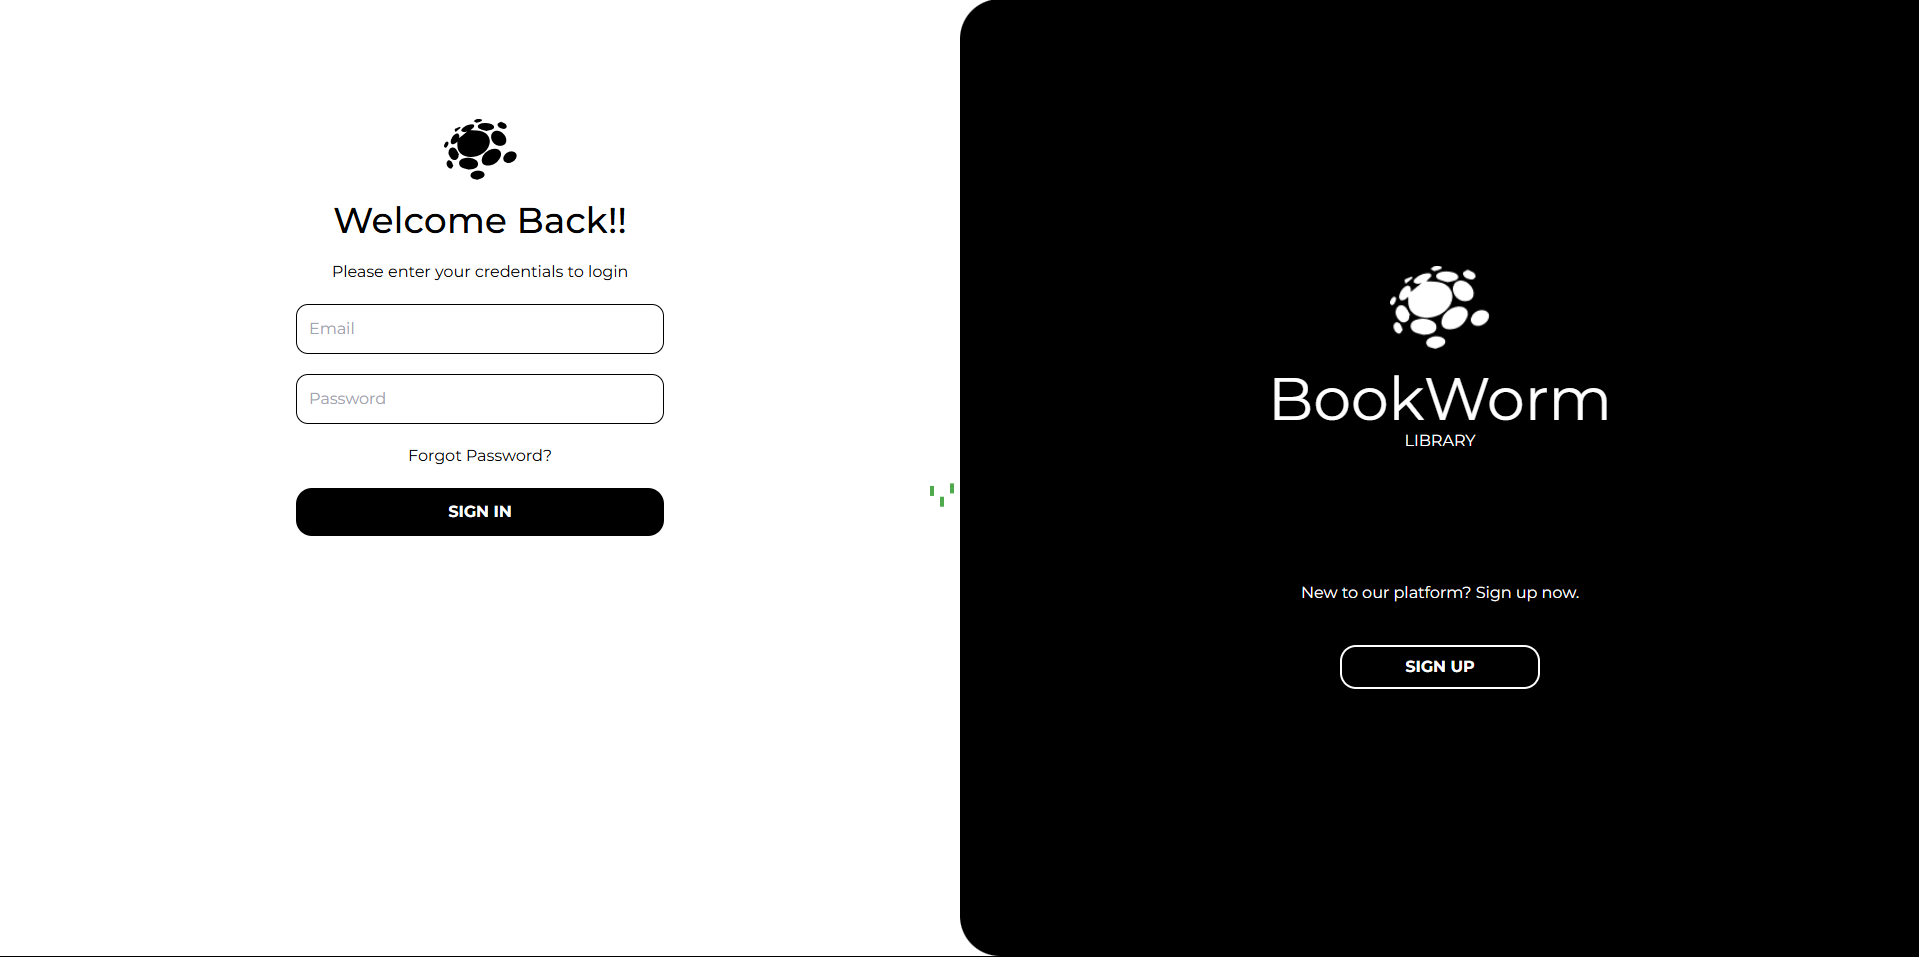 Welcome Back!!
Please enter your credentials to login
Email
Password
Forgot Password?
SIGN IN
BookWorm
LIBRARY
New to our platform? Sign up now.
SIGN UP